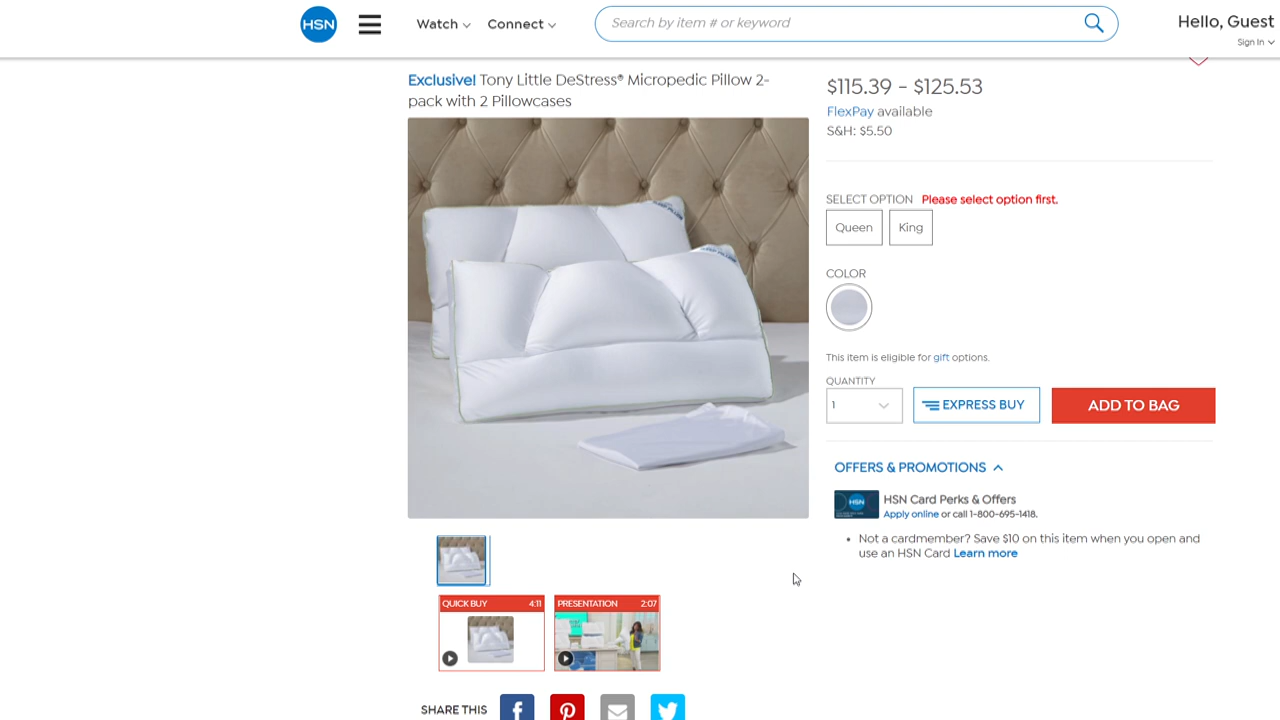 HSN
Watch
Connect
Search by item # or keyword
Hello, Guest
Sign In
Exclusive! Tony Little DeStress® Micropedic Pillow 2-
pack with 2 Pillowcases
$115.39 - $125.53
FlexPay available
S&H: $5.50
SELECT OPTION Please select option first.
Queen
King
COLOR
This item is eligible for gift options.
QUANTITY
1
EXPRESS BUY
ADD TO BAG
OFFERS & PROMOTIONS
HSN
HSN Card Perks & Offers
Apply online or call 1-800-695-1418.
• Not a cardmember? Save $10 on this item when you open and
use an HSN Card Learn more
QUICK BUY 4:11
PRESENTATION 2:07
SHARE THIS